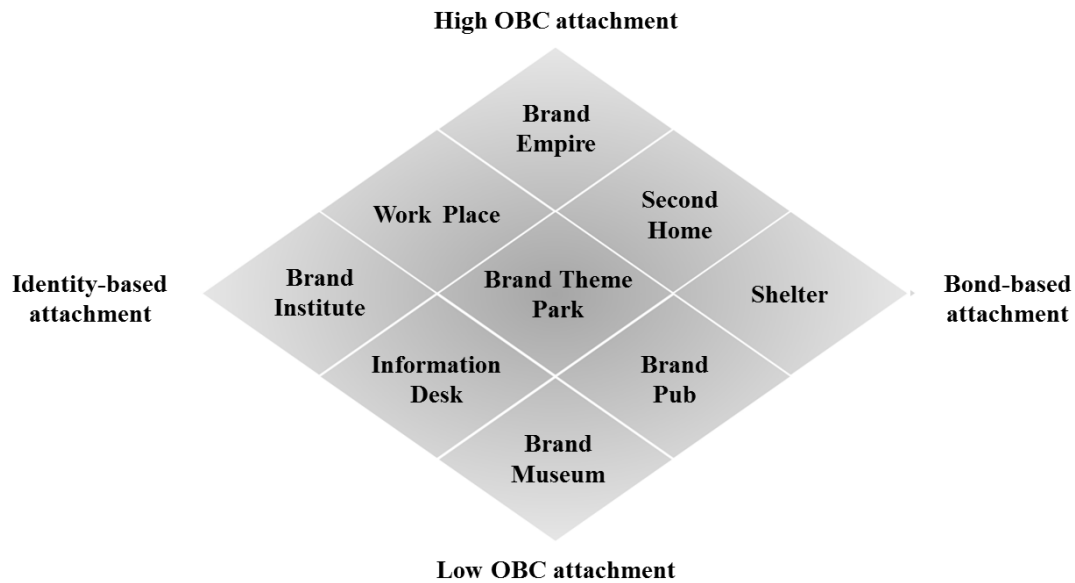 High OBC attachment
Brand
Empire
Work Place
Second
Home
Identity-based
attachment
Brand
Institute
Brand Theme
Park
Shelter
Bond-based
attachment
Information
Desk
Brand
Pub
Brand
Museum
Low OBC attachment